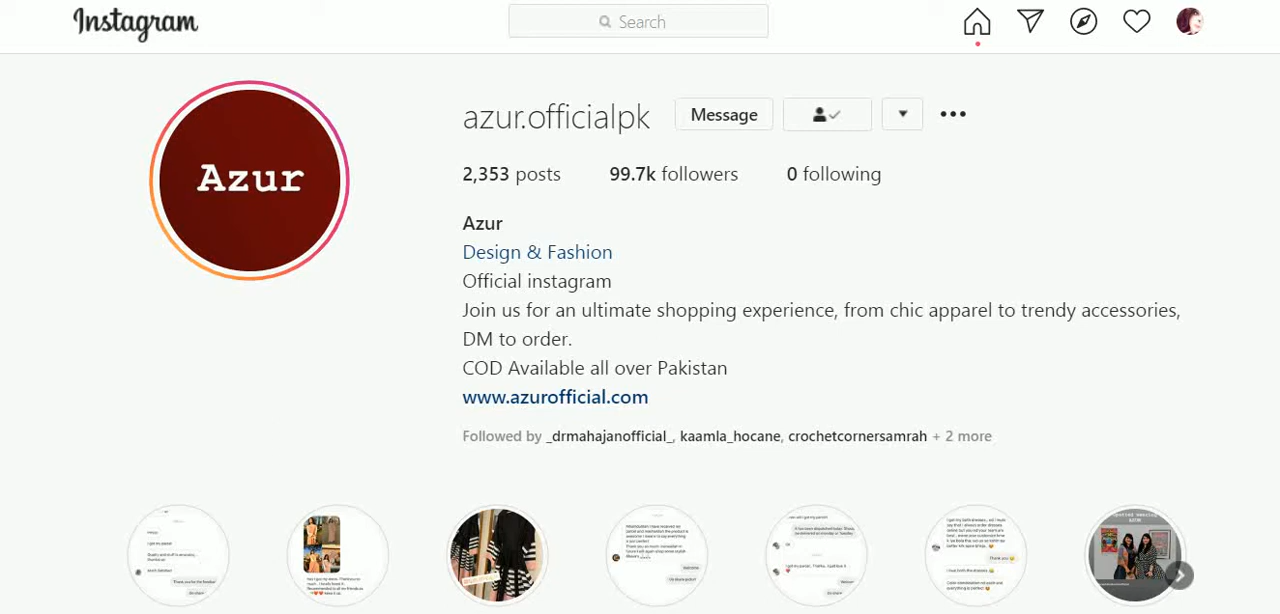 Instagram
Search
Azur
azur.officialpk
Message
2,353 posts 99.7k followers 0 following
Azur
Design & Fashion
Official instagram
Join us for an ultimate shopping experience, from chic apparel to trendy accessories,
DM to order.
COD Available all over Pakistan
www.azurofficial.com
Followed by _drmahajanofficial_, kaamla_hocane, crochetcornersamrah + 2 more